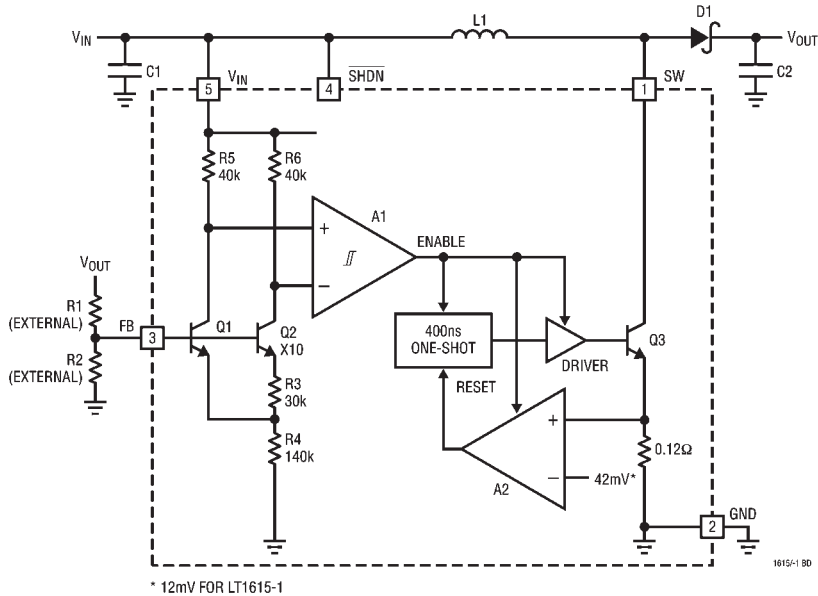 L1
D1
VIN
VOUT
C1
VIN
SHDN
SW
C2
5
4
1
R5
40k
R6
40k
A1
+
ENABLE
VOUT
−
R1
(EXTERNAL)
FB
3
Q1
Q2
X10
400ns
ONE-SHOT
Q3
DRIVER
R2
(EXTERNAL)
R3
30k
RESET
+
R4
140k
0.12Ω
A2
−
42mV*
GND
2
1615/-1 BD
* 12mV FOR LT1615-1